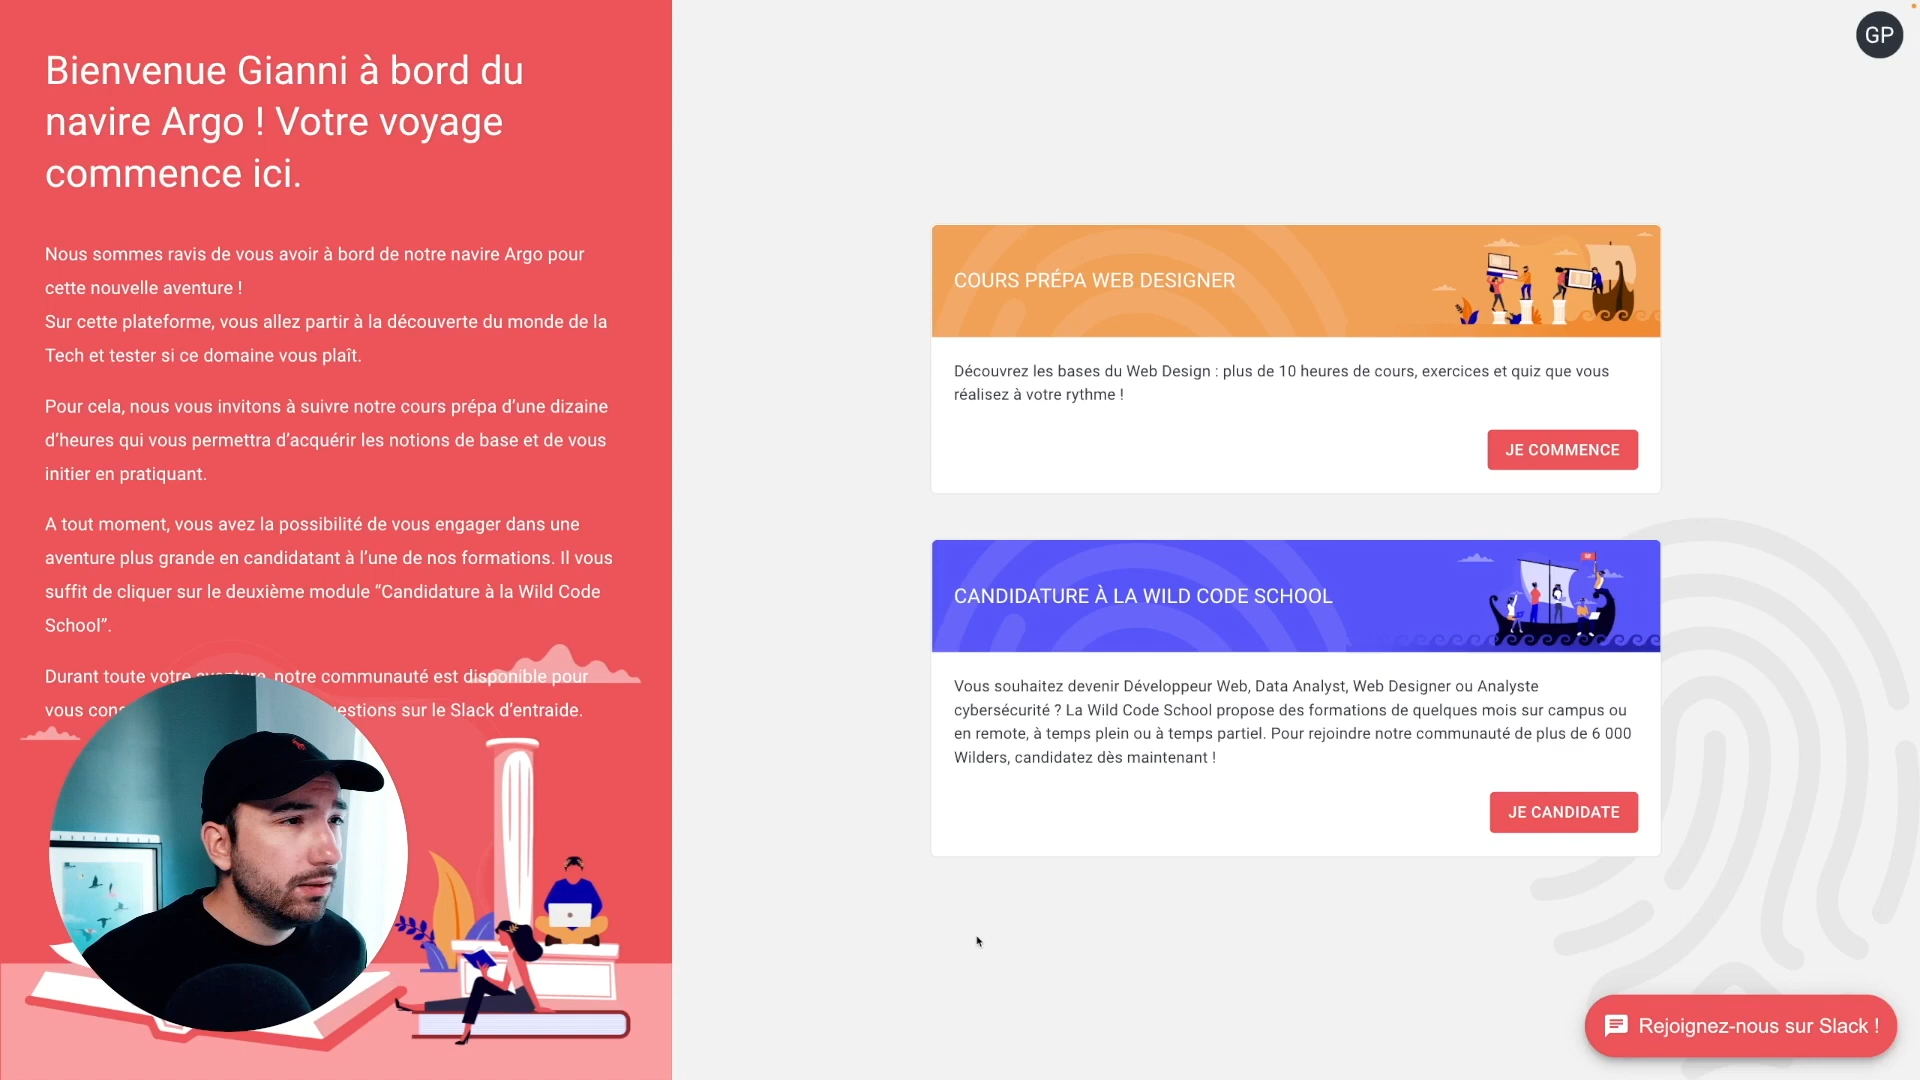 Bienvenue Gianni à bord du
navire Argo ! Votre voyage
commence ici.
Nous sommes ravis de vous avoir à bord de notre navire Argo pour
cette nouvelle aventure !
Sur cette plateforme, vous allez partir à la découverte du monde de la
Tech et tester si ce domaine vous plaît.
Pour cela, nous vous invitons à suivre notre cours prépa d’une dizaine
d’heures qui vous permettra d’acquérir les notions de base et de vous
initier en pratiquant.
A tout moment, vous avez la possibilité de vous engager dans une
aventure plus grande en candidatant à l’une de nos formations. Il vous
suffit de cliquer sur le deuxième module “Candidature à la Wild Code
School”.
Durant toute votre aventure, notre communauté est disponible pour
vous sur le Slack d’entraide.
GP
COURS PRÉPA WEB DESIGNER
Découvrez les bases du Web Design : plus de 10 heures de cours, exercices et quiz que vous
réalisez à votre rythme !
JE COMMENCE
CANDIDATURE À LA WILD CODE SCHOOL
Vous souhaitez devenir Développeur Web, Data Analyst, Web Designer ou Analyste
cybersécurité ? La Wild Code School propose des formations de quelques mois sur campus ou
en remote, à temps plein ou à temps partiel. Pour rejoindre notre communauté de plus de 6 000
Wilders, candidatez dès maintenant !
JE CANDIDATE
Rejoignez-nous sur Slack !